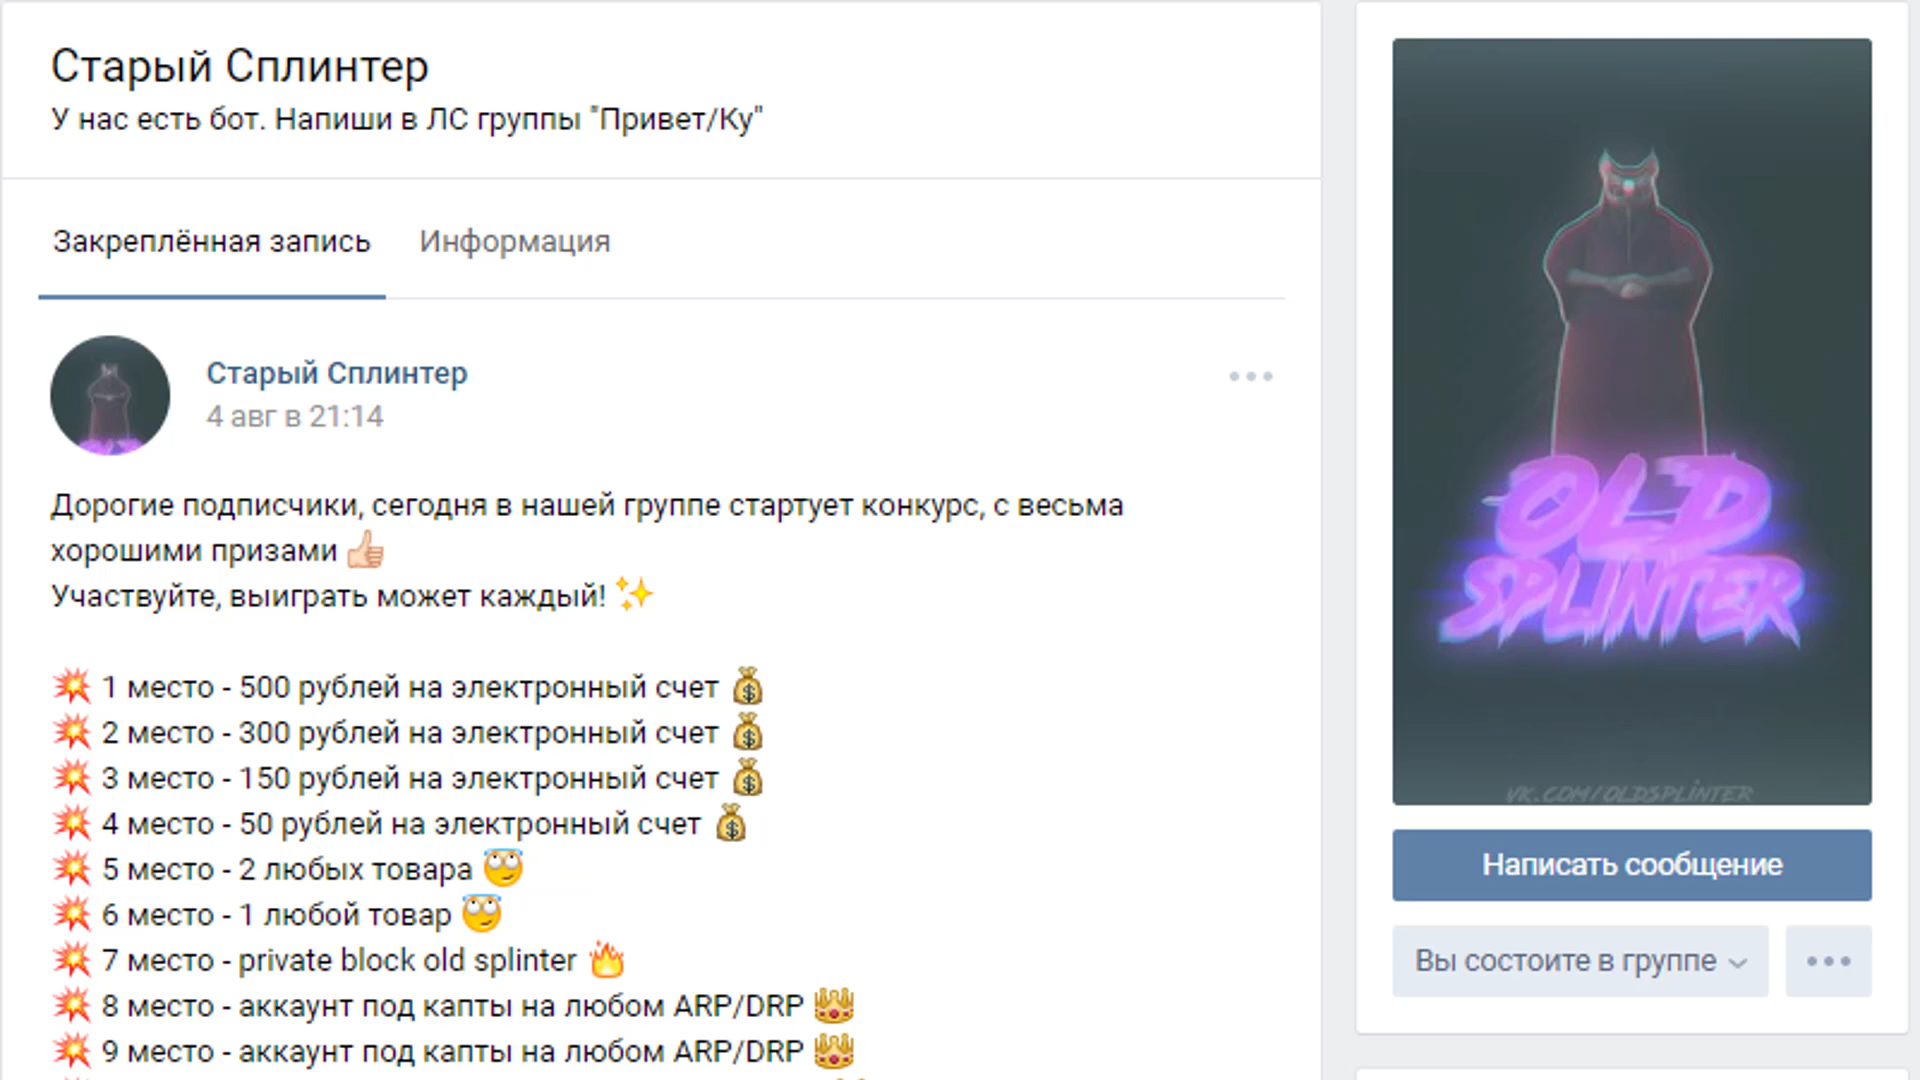 Старый Сплинтер
У нас есть бот. Напиши в ЛС группы "Привет/Ку"
Закреплённая запись
Информация
Старый Сплинтер
4 авг в 21:14
Дорогие подписчики, сегодня в нашей группе стартует конкурс, с весьма
хорошими призами 👍🏻
Участвуйте, выиграть может каждый! ✨
💥 1 место - 500 рублей на электронный счет 💰
💥 2 место - 300 рублей на электронный счет 💰
💥 3 место - 150 рублей на электронный счет 💰
💥 4 место - 50 рублей на электронный счет 💰
💥 5 место - 2 любых товара 🙄
💥 6 место - 1 любой товар 🙄
💥 7 место - private block old splinter 🔥
💥 8 место - аккаунт под капты на любом ARP/DRP 👑
💥 9 место - аккаунт под капты на любом ARP/DRP 👑
OLD
SPLINTER
VK.COM/OLDSPLINTER
Написать сообщение
Вы состоите в группе